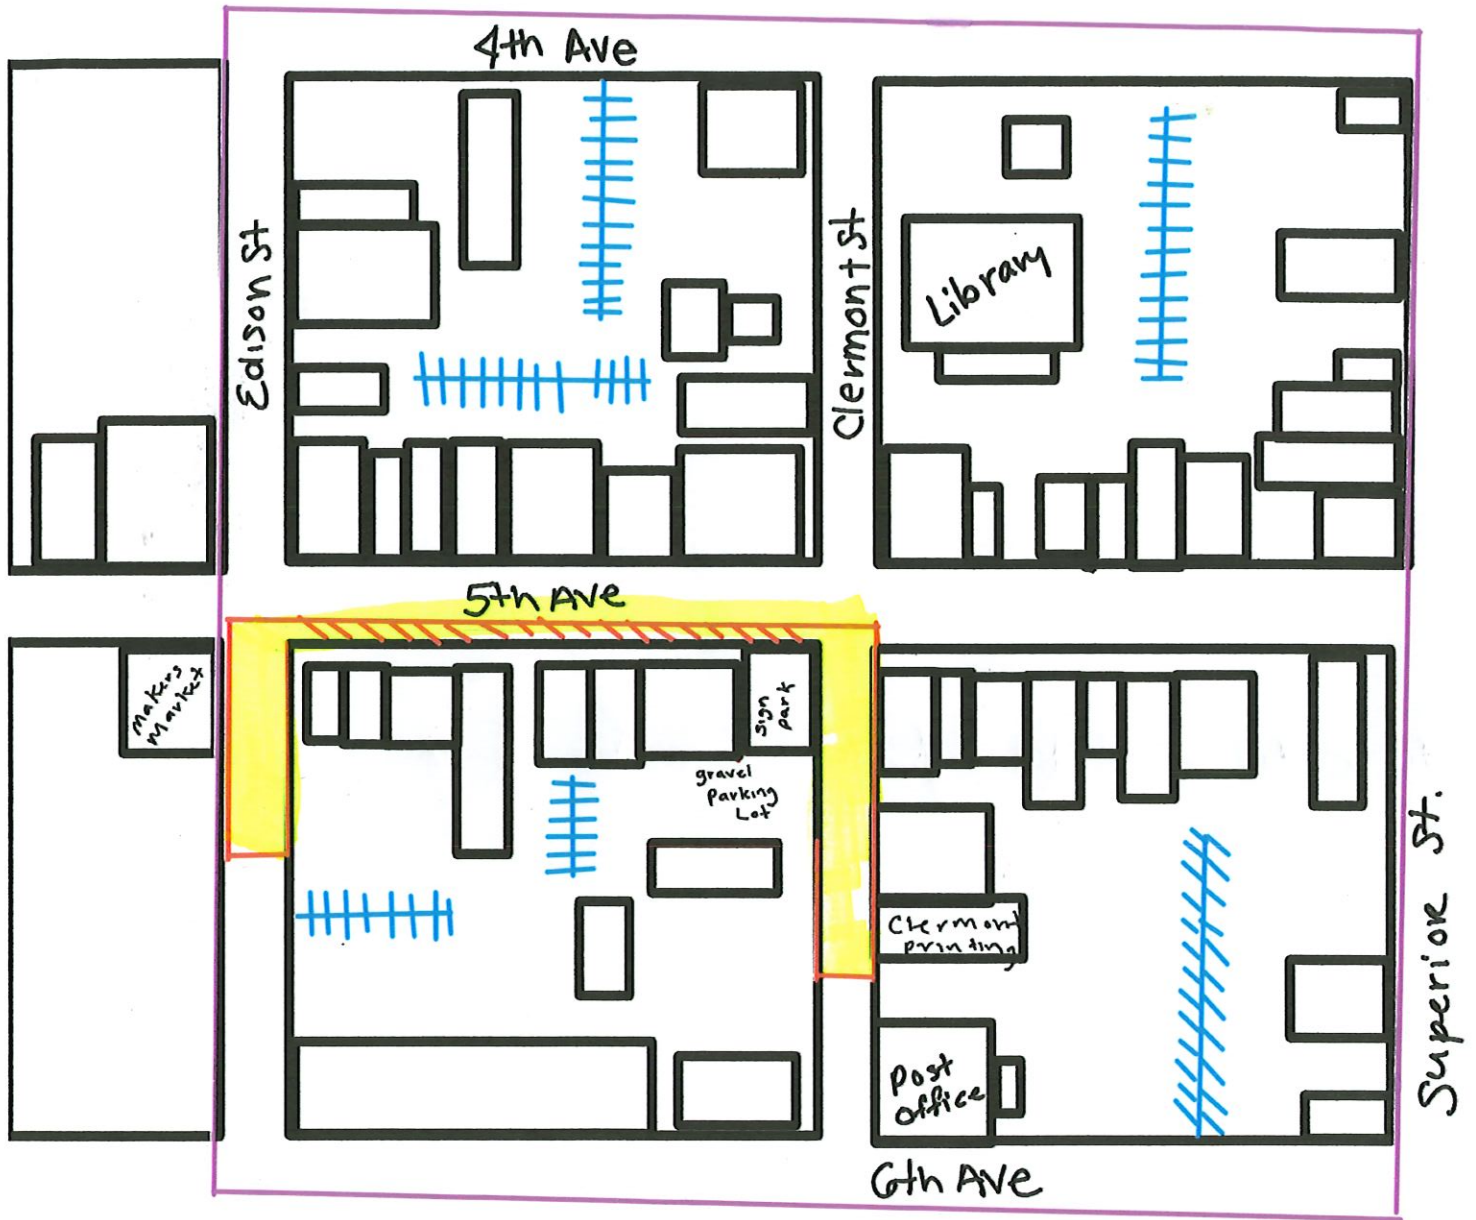 4th Ave
Edison St
Clermont St
Library
5th Ave
Makers
Market
Sign
Park
gravel
Parking
Lot
Clermont
Printing
Superior St.
Post
Office
6th Ave